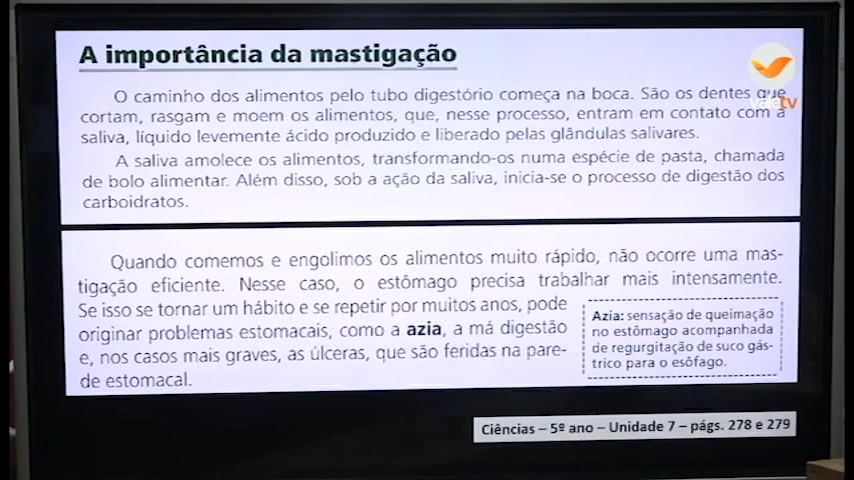 A importância da mastigação
O caminho dos alimentos pelo tubo digestório começa na boca. São os dentes que
cortam, rasgam e moem os alimentos, que, nesse processo, entram em contato com a
saliva, líquido levemente ácido produzido e liberado pelas glândulas salivares.
A saliva amolece os alimentos, transformando-os numa espécie de pasta, chamada
de bolo alimentar. Além disso, sob a ação da saliva, inicia-se o processo de digestão dos
carboidratos.
Quando comemos e engolimos os alimentos muito rápido, não ocorre uma mas-
tigação eficiente. Nesse caso, o estômago precisa trabalhar mais intensamente.
Se isso se tornar um hábito e se repetir por muitos anos, pode
originar problemas estomacais, como a azia, a má digestão
e, nos casos mais graves, as úlceras, que são feridas na pare-
de estomacal.
Azia: sensação de queimação
no estômago acompanhada
de regurgitação de suco gás-
trico para o esôfago.
Ciências – 5º ano – Unidade 7 – págs. 278 e 279
vaetv